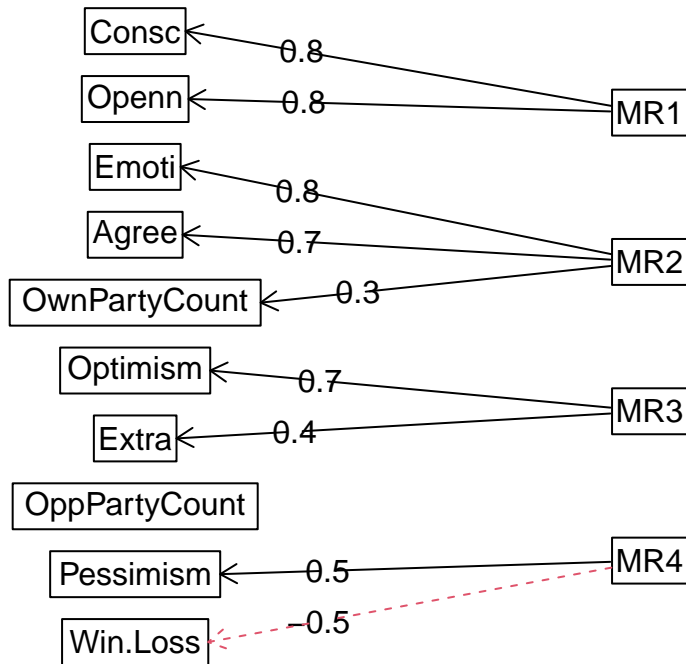 Consc
0.8
Openn
0.8
MR1
Emoti
0.8
Agree
0.7
MR2
OwnPartyCount
0.3
Optimism
0.7
MR3
Extra
0.4
OppPartyCount
Pessimism
0.5
MR4
Win.Loss
−0.5